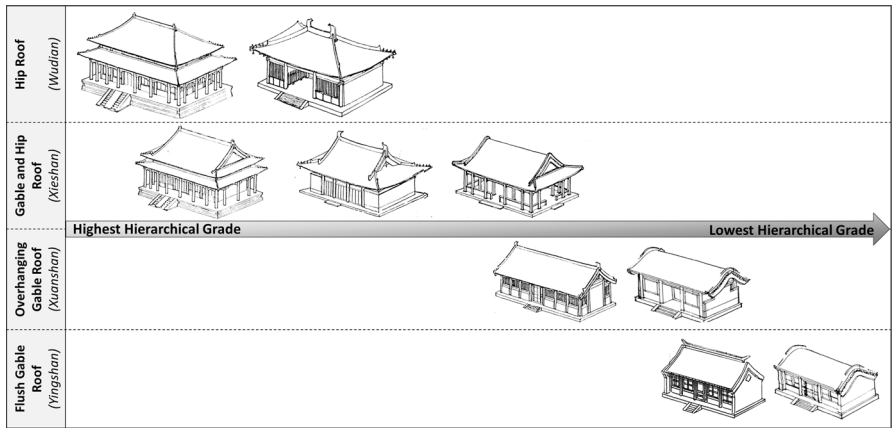 Hip Roof
(Wudian)
Gable and Hip
Roof
(Xieshan)
Highest Hierarchical Grade
Lowest Hierarchical Grade
Overhanging
Gable Roof
(Xuanshan)
Flush Gable
Roof
(Yingshan)